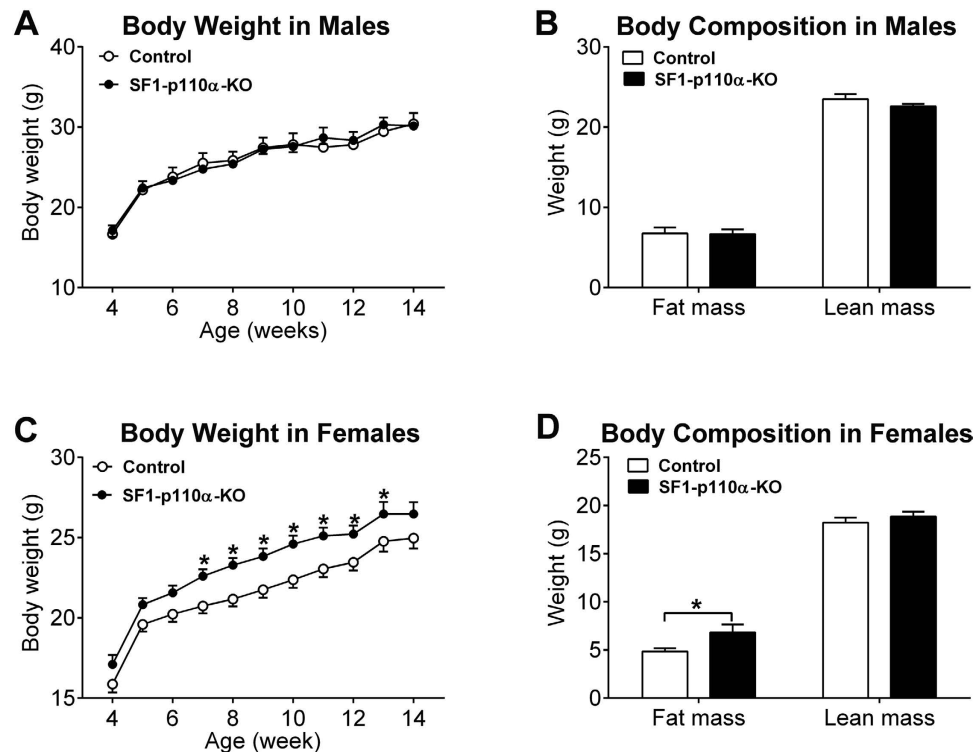 A
Body Weight in Males
40
30
20
10
Body weight (g)
Control
SF1-p110α-KO
4 6 8 10 12 14
Age (weeks)
B
Body Composition in Males
30
20
10
0
Weight (g)
Control
SF1-p110α-KO
Fat mass Lean mass
C
Body Weight in Females
30
25
20
15
Body weight (g)
Control
SF1-p110α-KO
* * * * * * *
4 6 8 10 12 14
Age (week)
D
Body Composition in Females
25
20
15
10
5
0
Weight (g)
Control
SF1-p110α-KO
*
Fat mass Lean mass